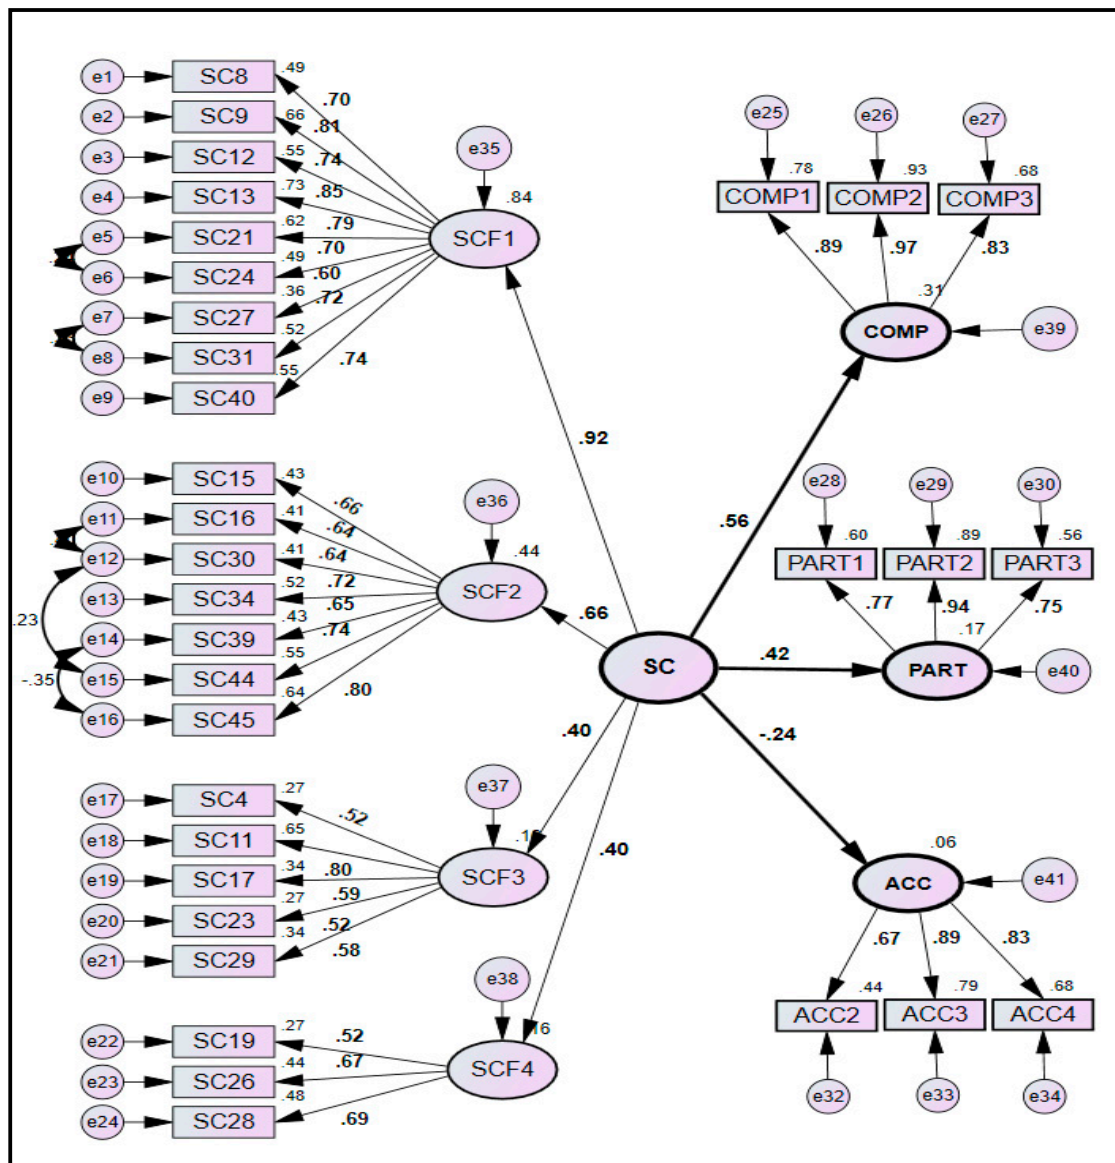 e1 SC8 .49
e2 SC9 .66
e3 SC12 .55
e4 SC13 .73
e5 SC21 .62
e6 SC24 .49
e7 SC27 .36
e8 SC31 .52
e9 SC40 .55
.70
.81
.74
.85
.79
.70
.60
.72
.74
e35
.84
SCF1
.92
e10 SC15 .43
e11 SC16 .41
e12 SC30 .41
e13 SC34 .52
e14 SC39 .43
e15 SC44 .55
e16 SC45 .64
.23
-.35
.66
.64
.64
.72
.65
.74
.80
e36
.44
SCF2
.66
e17 SC4 .27
e18 SC11 .65
e19 SC17 .34
e20 SC23 .27
e21 SC29 .34
.52
.80
.59
.52
.58
e37
SCF3
.40
e22 SC19 .27
e23 SC26 .44
e24 SC28 .48
.52
.67
.69
e38
.16
SCF4
.40
SC
e25 e26 e27
.78 .93 .68
COMP1 COMP2 COMP3
.89 .97 .83
.31
COMP
e39
.56
e28 e29 e30
.60 .89 .56
PART1 PART2 PART3
.77 .94 .75
.17
PART
e40
.42
-.24
.06
ACC
e41
.67 .89 .83
.44 .79 .68
ACC2 ACC3 ACC4
e32 e33 e34